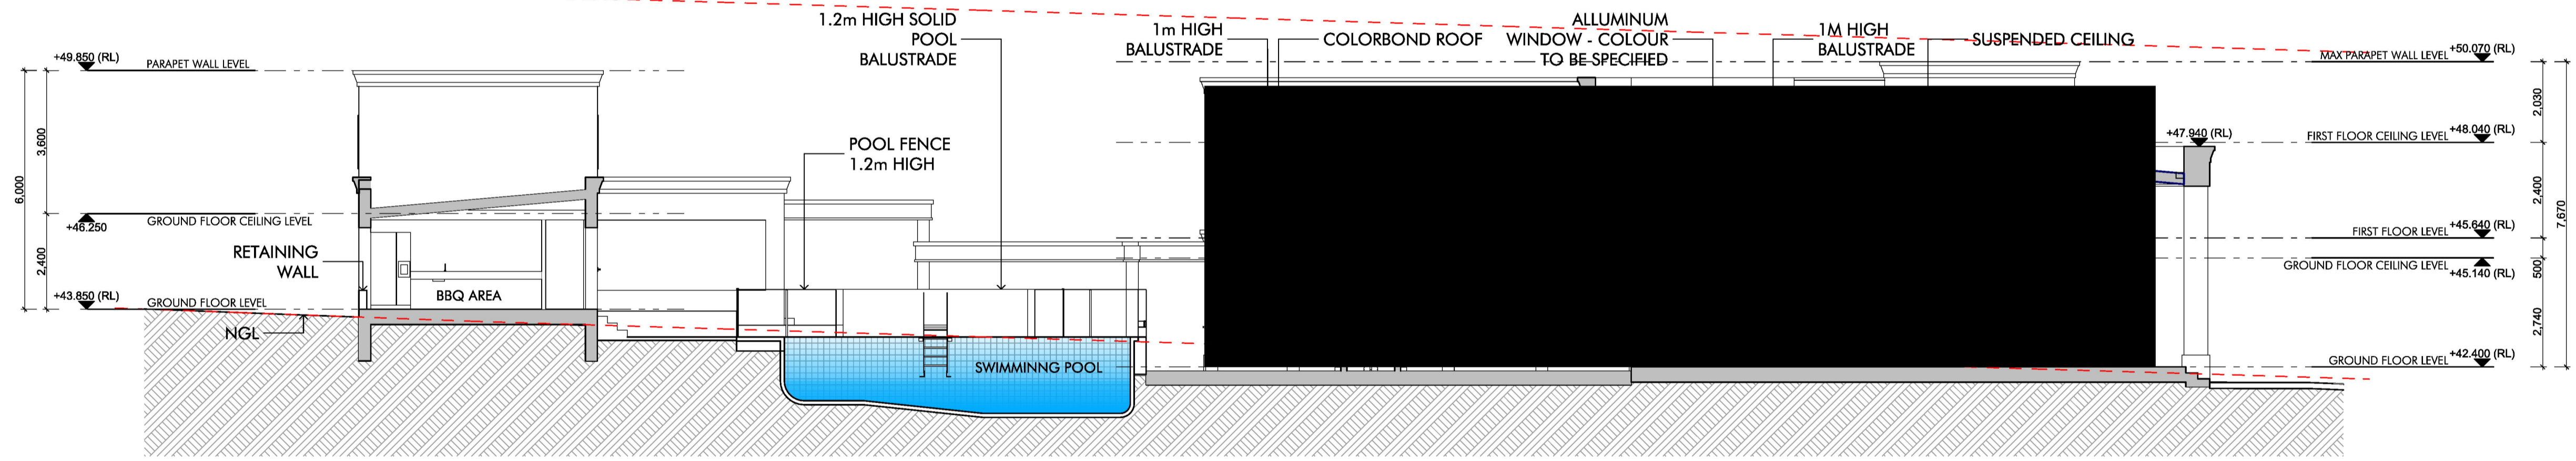 1.2m HIGH SOLID
POOL
BALUSTRADE
1m HIGH
BALUSTRADE
COLORBOND ROOF
ALLUMINUM
WINDOW - COLOUR
TO BE SPECIFIED
1M HIGH
BALUSTRADE
SUSPENDED CEILING
+49.850 (RL)
PARAPET WALL LEVEL
MAX PARAPET WALL LEVEL
+50.070 (RL)
3,600
6,000
POOL FENCE
1.2m HIGH
2,030
+47.940 (RL)
FIRST FLOOR CEILING LEVEL
+48.040 (RL)
GROUND FLOOR CEILING LEVEL
+46.250
2,400
7,670
RETAINING
WALL
2,400
FIRST FLOOR LEVEL
+45.640 (RL)
GROUND FLOOR CEILING LEVEL
+45.140 (RL)
500
+43.850 (RL)
GROUND FLOOR LEVEL
BBQ AREA
NGL
2,740
SWIMMINNG POOL
GROUND FLOOR LEVEL
+42.400 (RL)